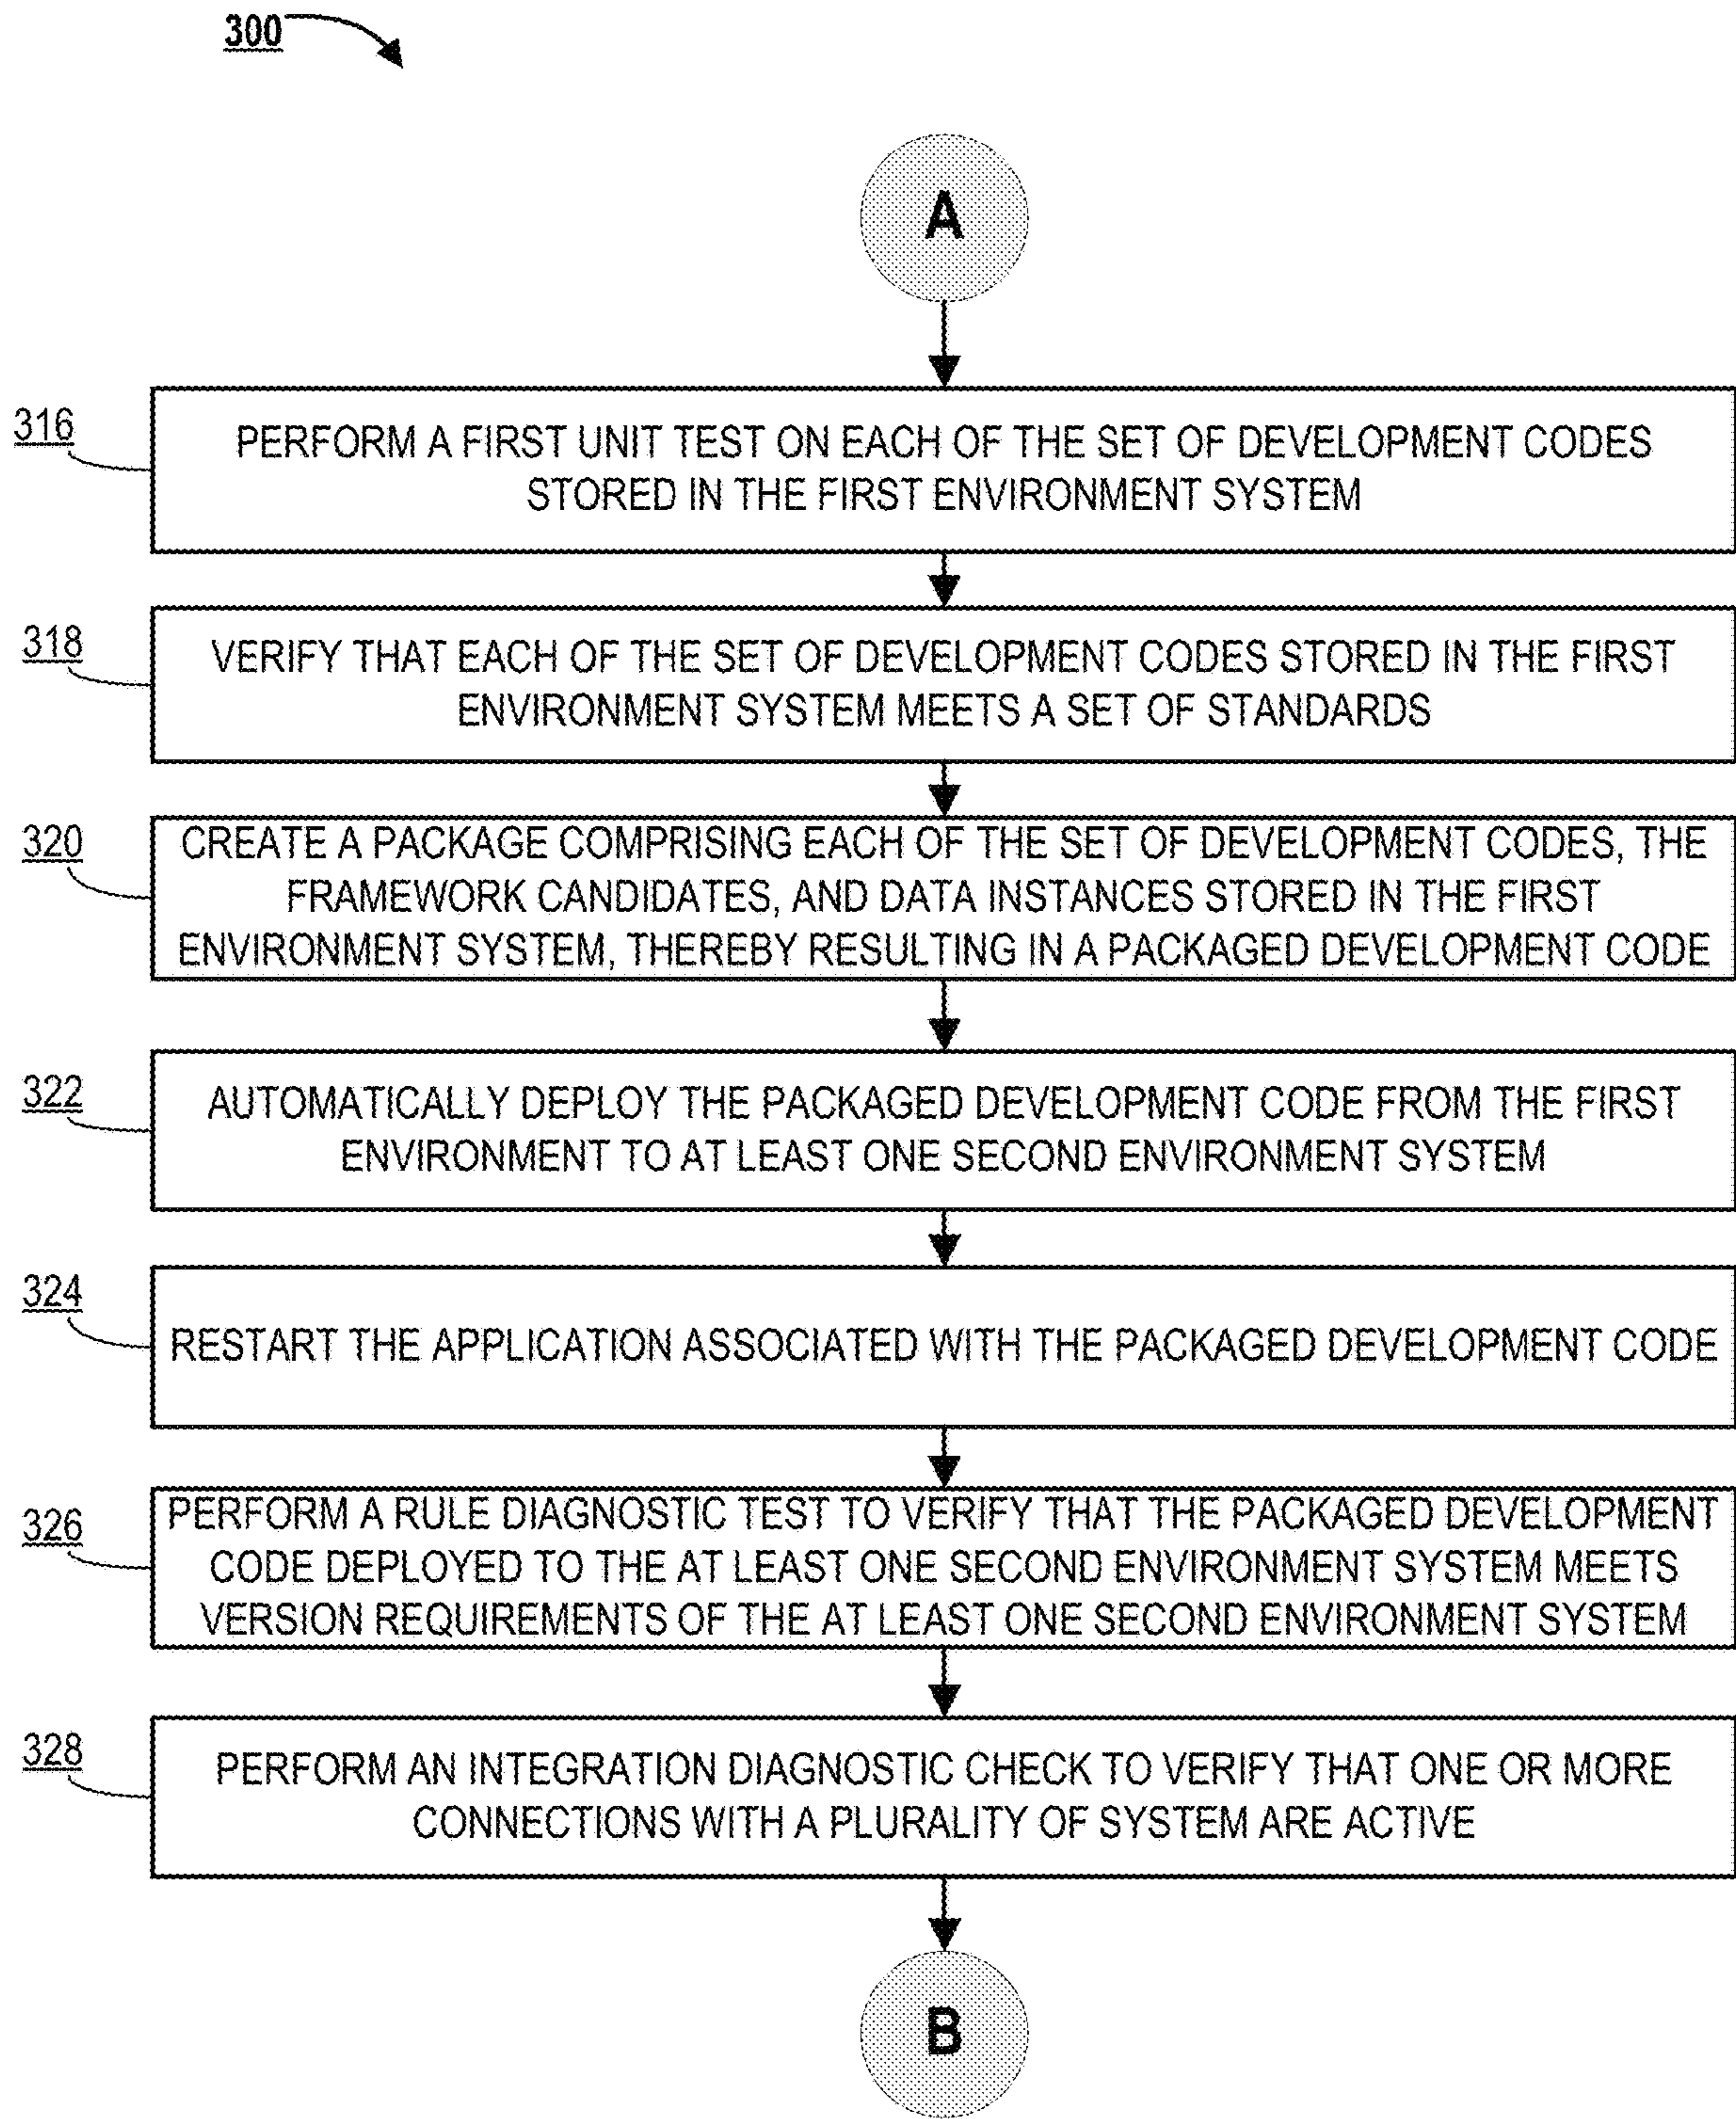 300
A
316
PERFORM A FIRST UNIT TEST ON EACH OF THE SET OF DEVELOPMENT CODES
STORED IN THE FIRST ENVIRONMENT SYSTEM
318
VERIFY THAT EACH OF THE SET OF DEVELOPMENT CODES STORED IN THE FIRST
ENVIRONMENT SYSTEM MEETS A SET OF STANDARDS
320
CREATE A PACKAGE COMPRISING EACH OF THE SET OF DEVELOPMENT CODES, THE
FRAMEWORK CANDIDATES, AND DATA INSTANCES STORED IN THE FIRST
ENVIRONMENT SYSTEM, THEREBY RESULTING IN A PACKAGED DEVELOPMENT CODE
322
AUTOMATICALLY DEPLOY THE PACKAGED DEVELOPMENT CODE FROM THE FIRST
ENVIRONMENT TO AT LEAST ONE SECOND ENVIRONMENT SYSTEM
324
RESTART THE APPLICATION ASSOCIATED WITH THE PACKAGED DEVELOPMENT CODE
326
PERFORM A RULE DIAGNOSTIC TEST TO VERIFY THAT THE PACKAGED DEVELOPMENT
CODE DEPLOYED TO THE AT LEAST ONE SECOND ENVIRONMENT SYSTEM MEETS
VERSION REQUIREMENTS OF THE AT LEAST ONE SECOND ENVIRONMENT SYSTEM
328
PERFORM AN INTEGRATION DIAGNOSTIC CHECK TO VERIFY THAT ONE OR MORE
CONNECTIONS WITH A PLURALITY OF SYSTEM ARE ACTIVE
B